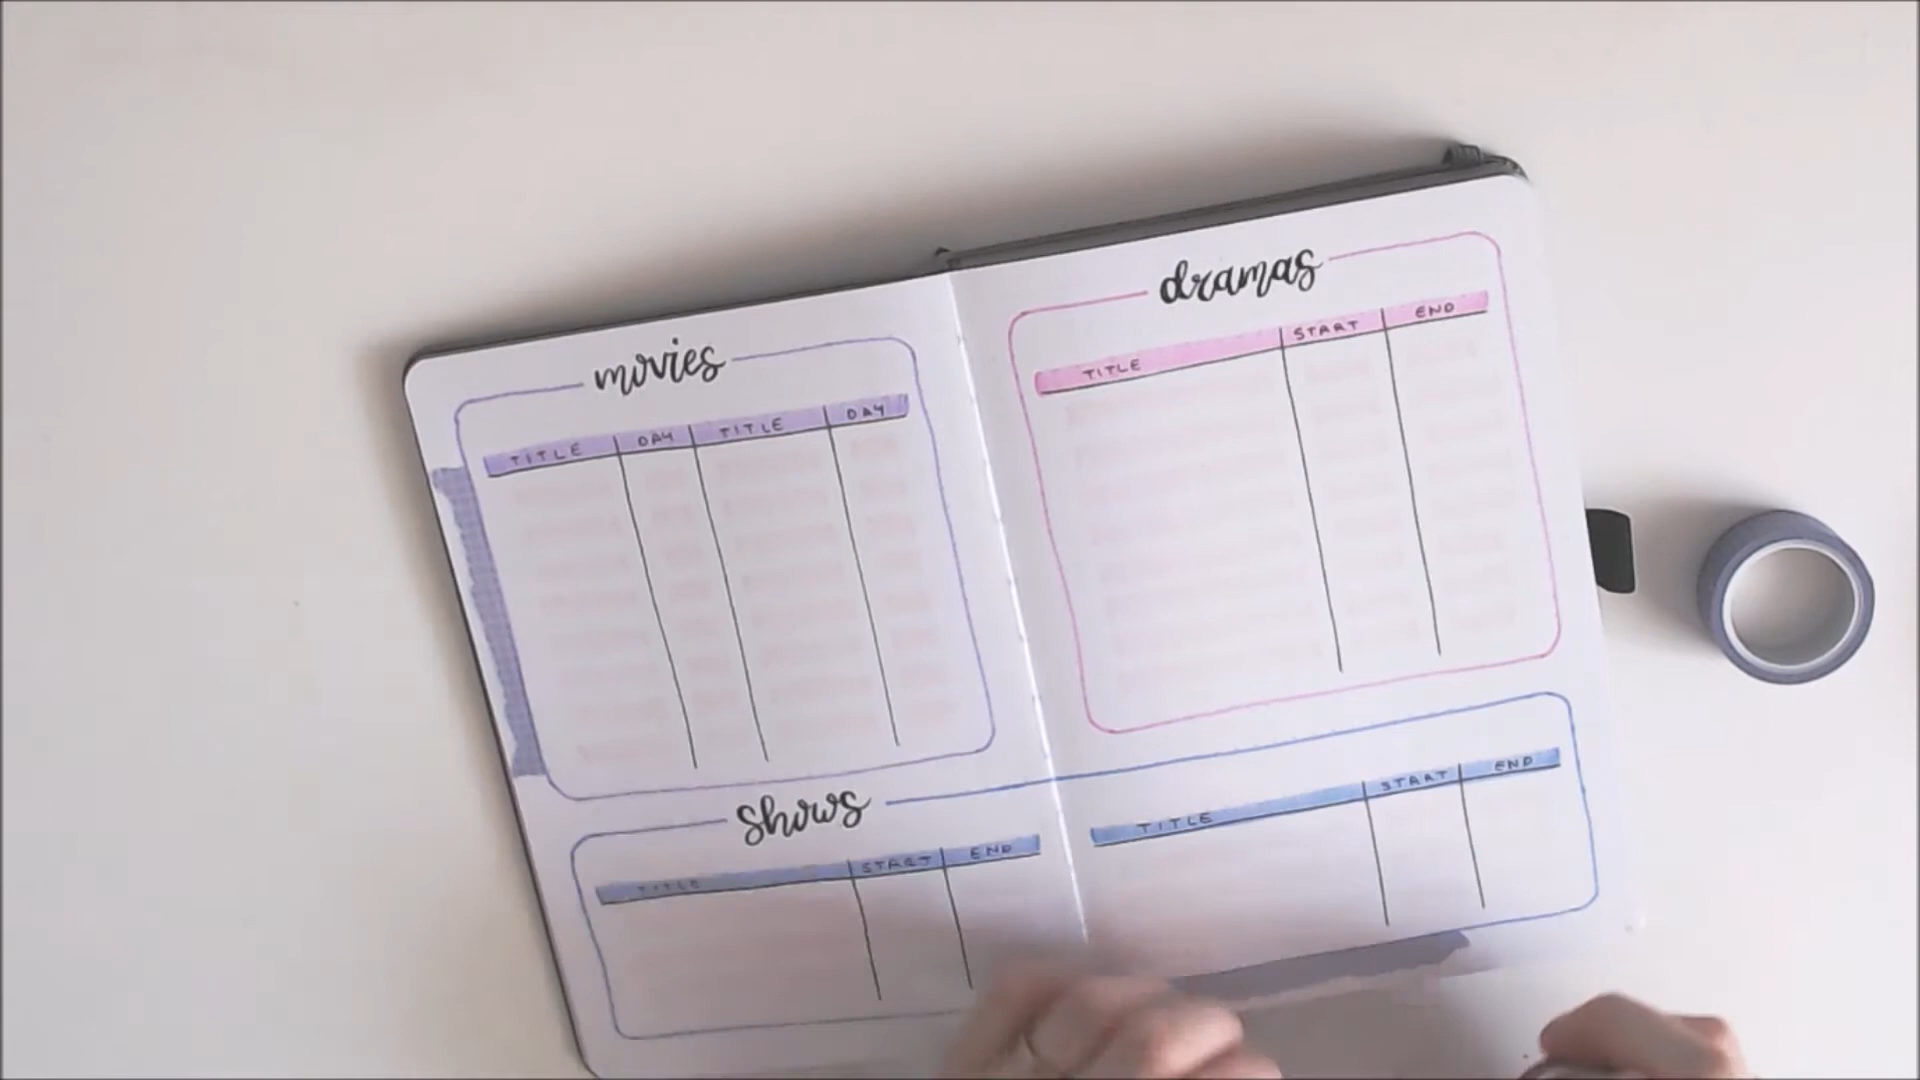 movies
TITLE DAY TITLE DAY
dramas
TITLE START END
shows
TITLE START END
TITLE START END